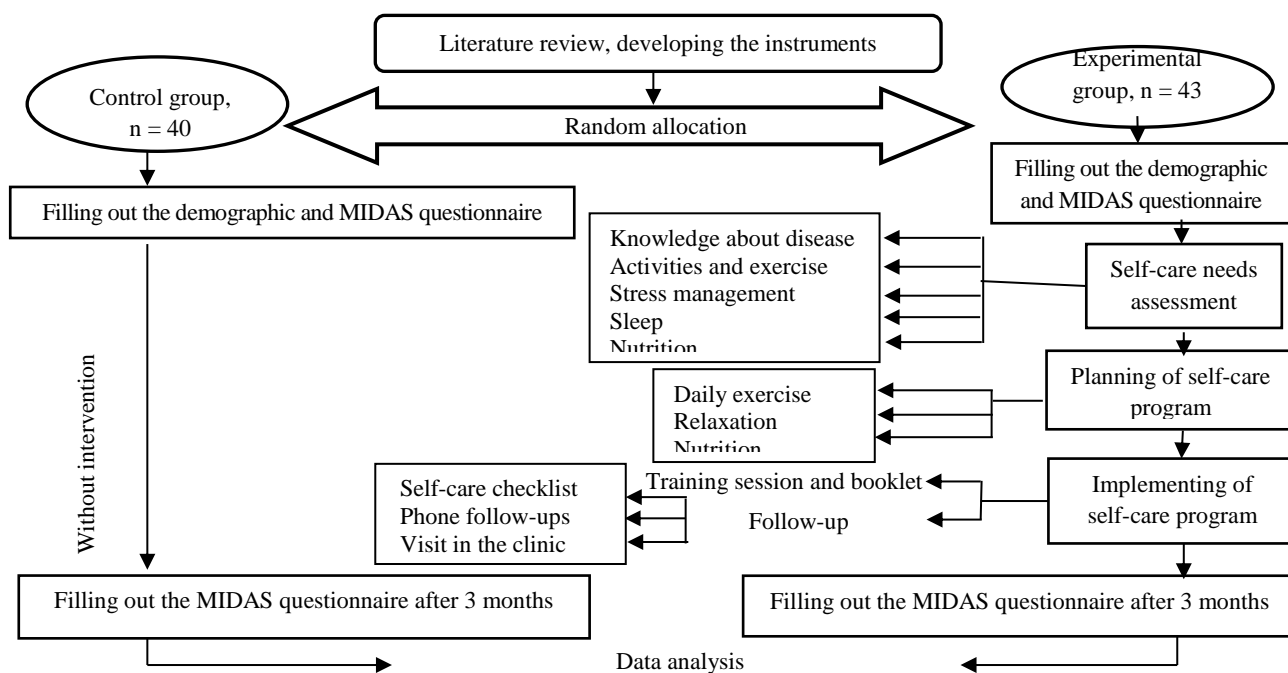 Literature review, developing the instruments
Control group,
n = 40
Random allocation
Experimental
group, n = 43
Filling out the demographic and MIDAS questionnaire
Filling out the demographic
and MIDAS questionnaire
Knowledge about disease
Activities and exercise
Stress management
Sleep
Nutrition
Self-care needs
assessment
Daily exercise
Relaxation
Nutrition
Planning of self-care
program
Without intervention
Self-care checklist
Phone follow-ups
Visit in the clinic
Training session and booklet
Follow-up
Implementing of
self-care program
Filling out the MIDAS questionnaire after 3 months
Filling out the MIDAS questionnaire after 3 months
Data analysis